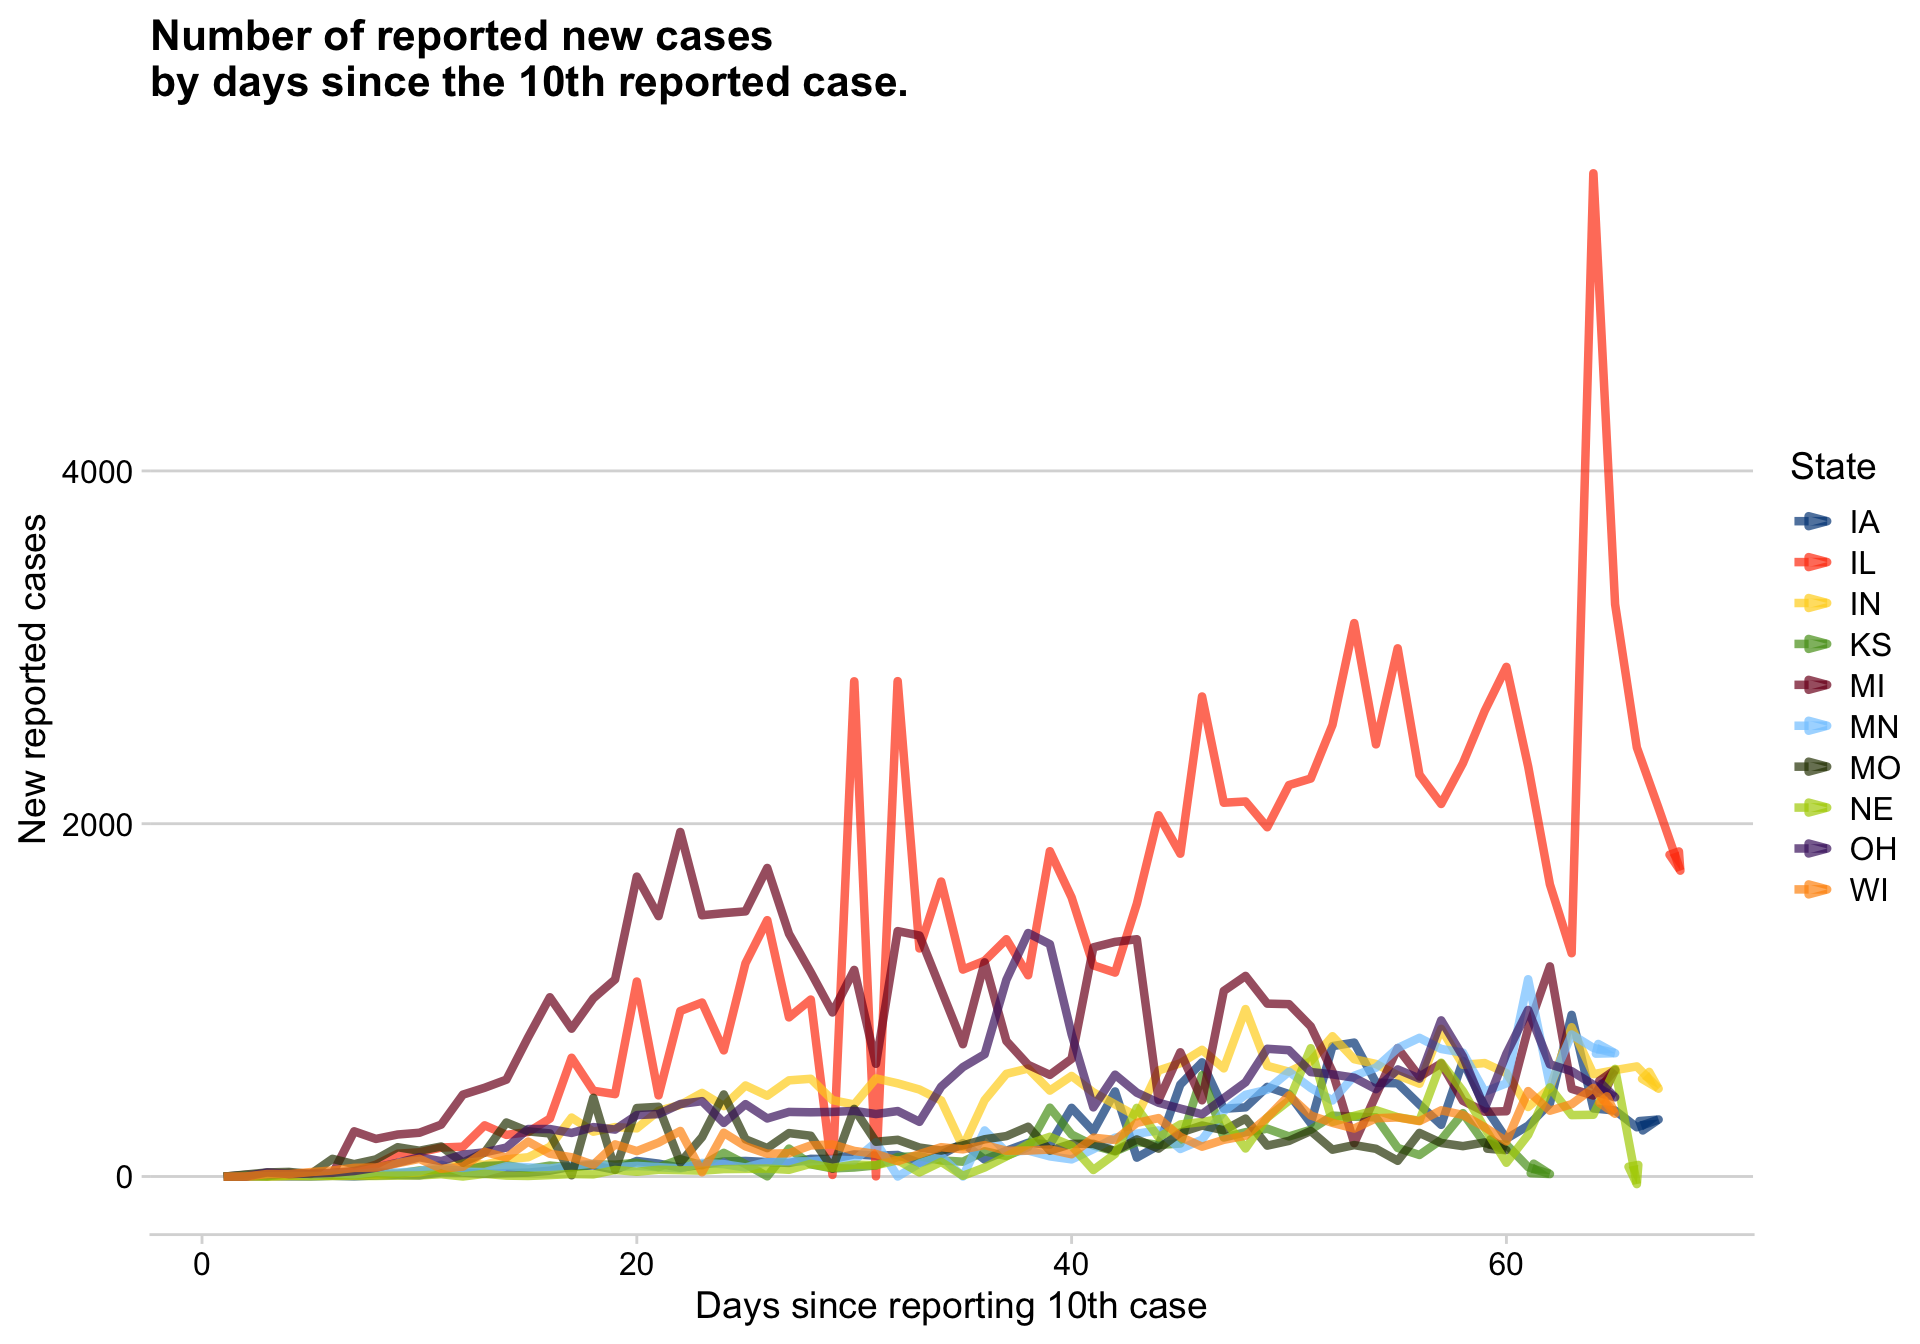 Number of reported new cases
by days since the 10th reported case.
New reported cases
4000
2000
0
0
20
40
60
Days since reporting 10th case
State
IA
IL
IN
KS
MI
MN
MO
NE
OH
WI